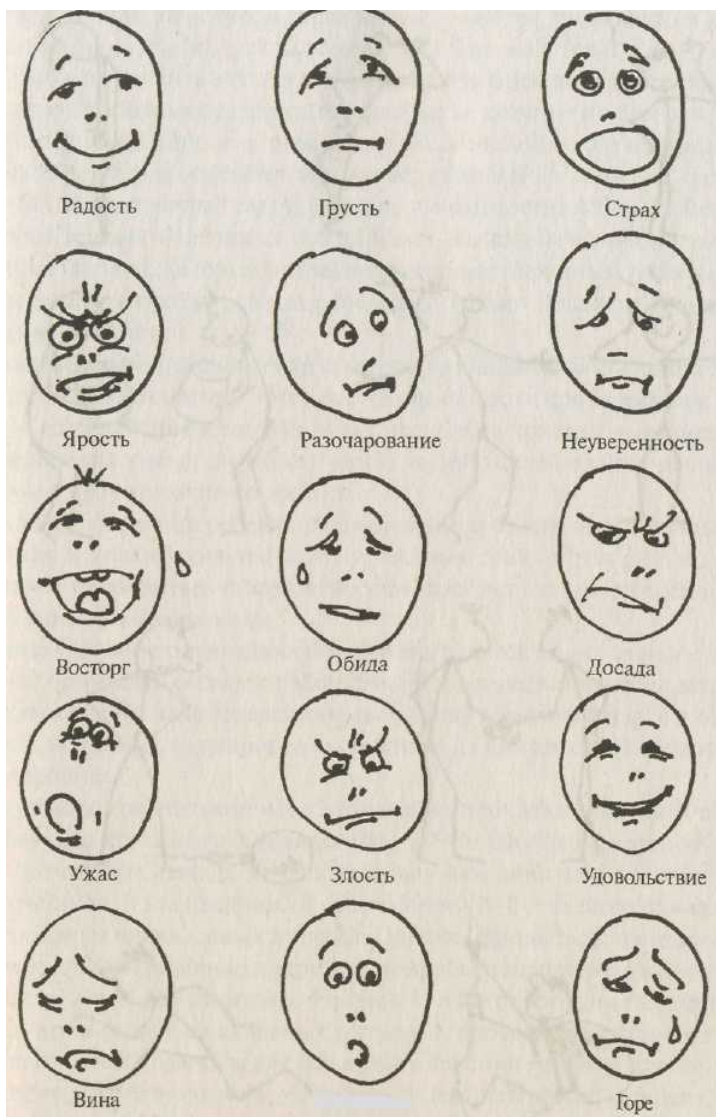 Радость Грусть Страх
Ярость Разочарование Неуверенность
Восторг Обида Досада
Ужас Злость Удовольствие
Вина Горе